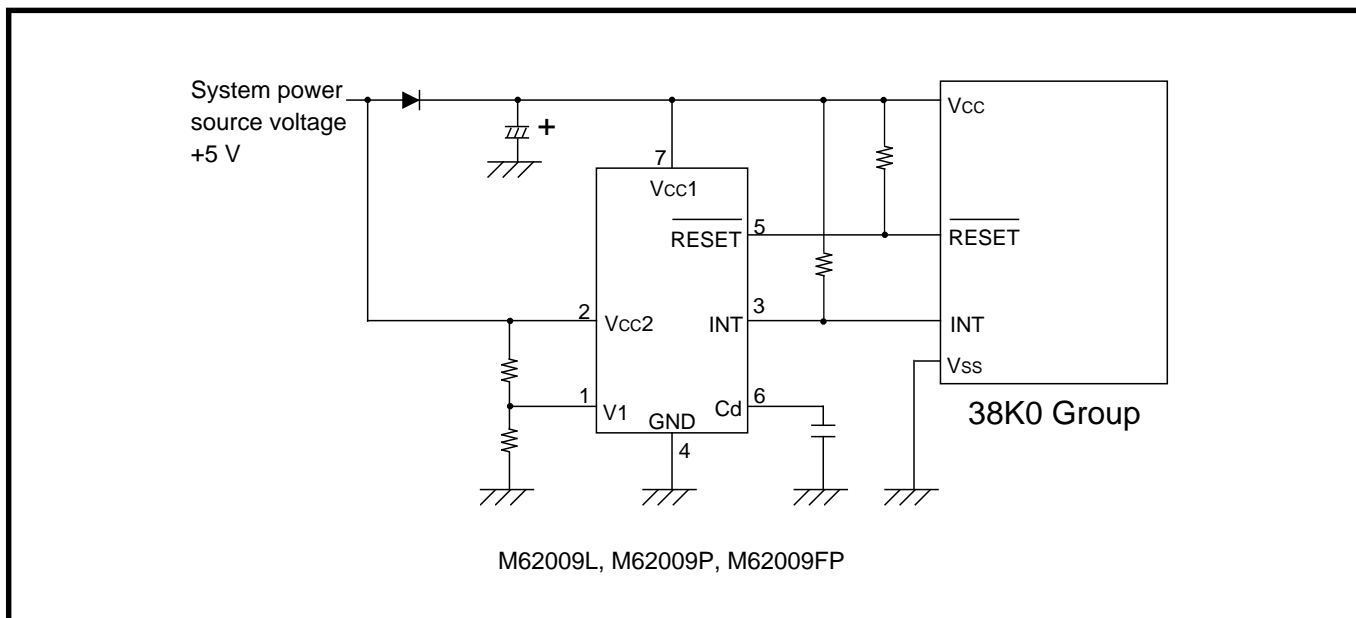 System power
source voltage
+5 V
+
7
Vcc1
RESET
5
2
Vcc2
INT
3
1
V1
Cd
6
GND
4
Vcc
RESET
INT
Vss
38K0 Group
M62009L, M62009P, M62009FP